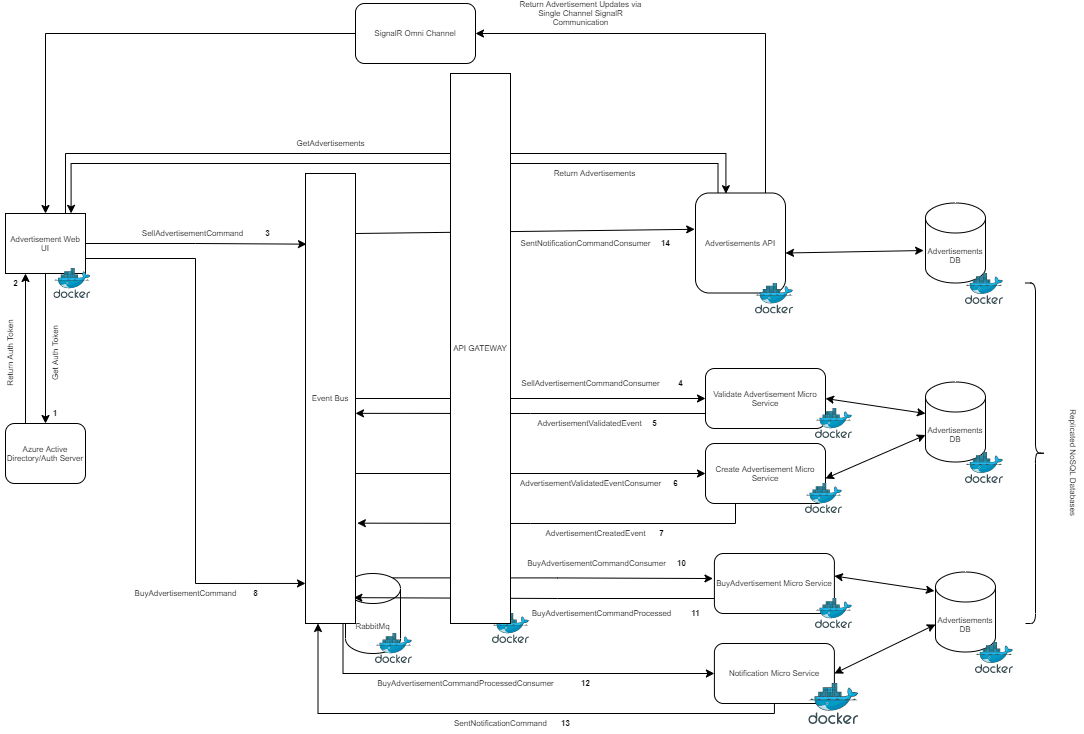 Return Advertisement Updates via
Single Channel SignalR
Communication
SignalR Omni Channel
GetAdvertisements
Return Advertisements
Advertisement Web
UI
docker
SellAdvertisementCommand 3
SentNotificationCommandConsumer 14
Advertisements API
docker
Advertisements
DB
docker
2
Return Auth Token
Get Auth Token
1
Azure Active
Directory/Auth Server
Event Bus
API GATEWAY
docker
SellAdvertisementCommandConsumer 4
AdvertisementValidatedEvent 5
Validate Advertisement Micro
Service
docker
Advertisements
DB
docker
AdvertisementValidatedEventConsumer 6
Create Advertisement Micro
Service
docker
AdvertisementCreatedEvent 7
Replicated NoSQL Databases
BuyAdvertisementCommand 8
BuyAdvertisementCommandConsumer 10
BuyAdvertisementCommandProcessed 11
BuyAdvertisement Micro Service
docker
Advertisements
DB
docker
RabbitMq
docker
BuyAdvertisementCommandProcessedConsumer 12
Notification Micro Service
docker
SentNotificationCommand 13